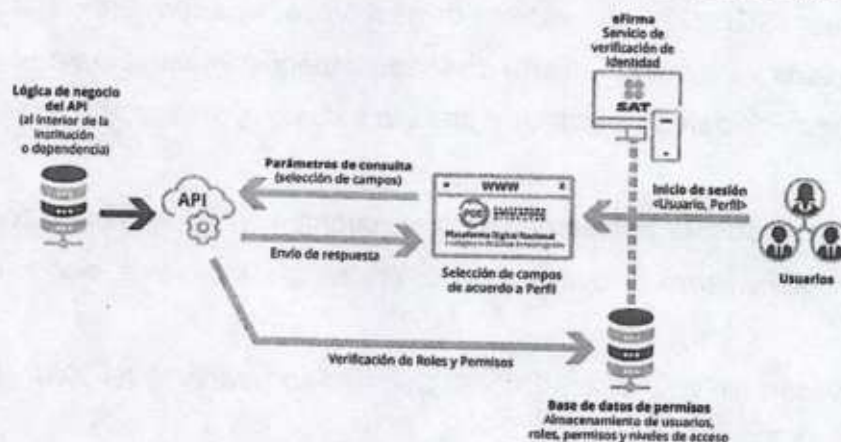 eFirma
Servicio de
verificación de
identidad
SAT
Lógica de negocio
del API
(al interior de la
institución
o dependencia)
API
Parámetros de consulta
(selección de campos)
Envío de respuesta
WWW
Plataforma Digital Nacional
Selección de campos
de acuerdo a Perfil
Inicio de sesión
<Usuario, Perfil>
Usuarios
Verificación de Roles y Permisos
Base de datos de permisos
Almacenamiento de usuarios,
roles, permisos y niveles de acceso